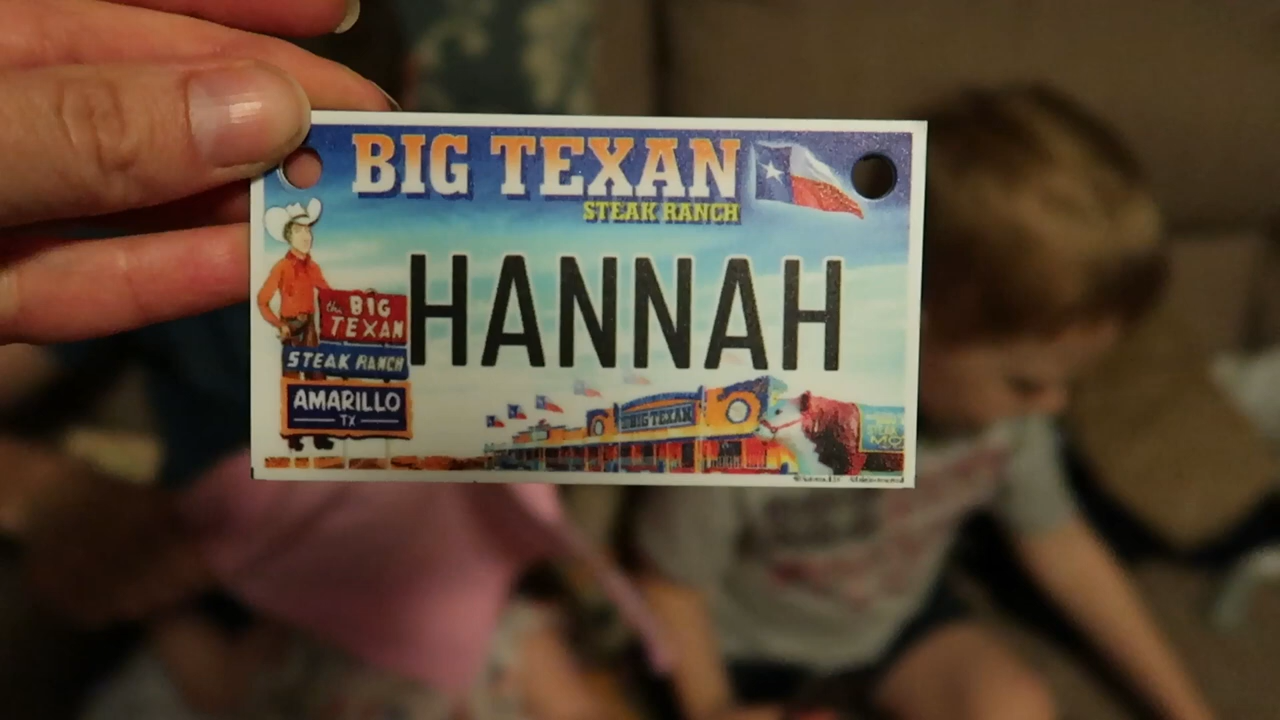 BIG TEXAN
STEAK RANCH
HANNAH
the BIG
TEXAN
STEAK RANCH
AMARILLO
TX
BIG TEXAN